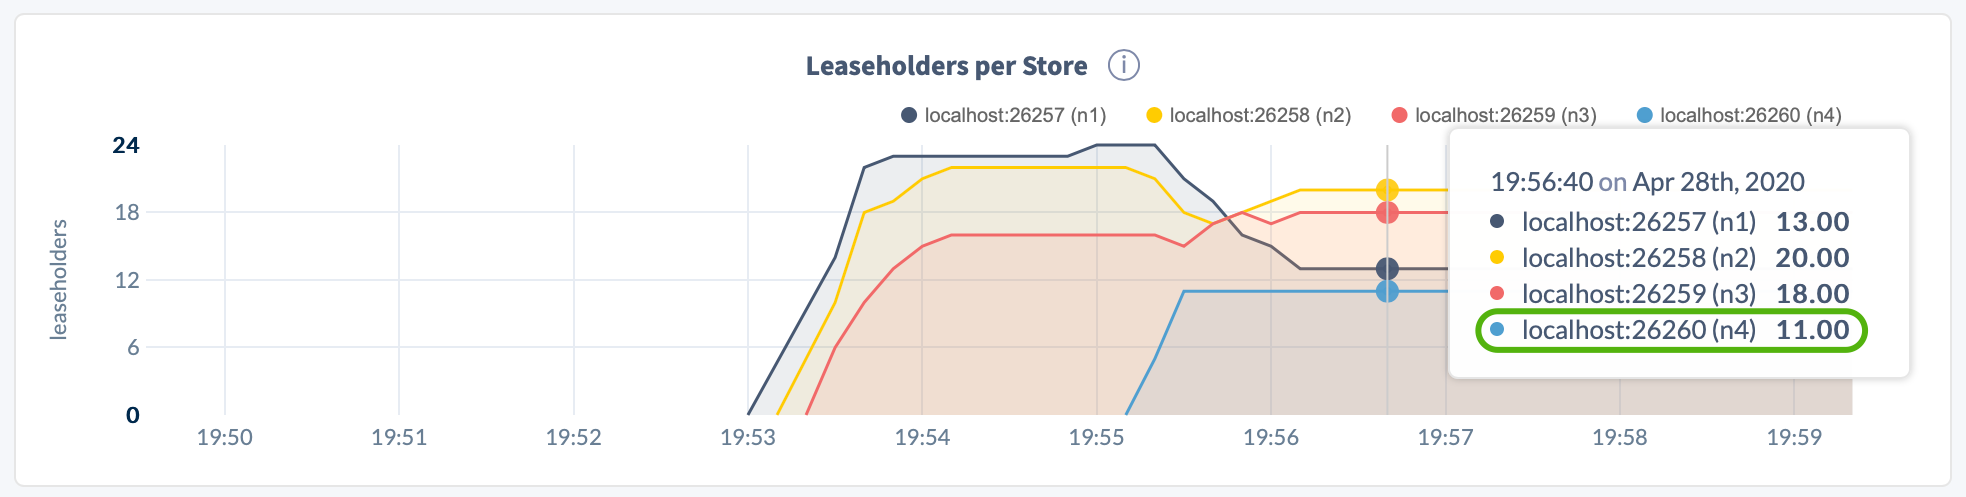 Leaseholders per Store i
localhost:26257 (n1) localhost:26258 (n2) localhost:26259 (n3) localhost:26260 (n4)
24
18
12
6
0
leaseholders
19:56:40 on Apr 28th, 2020
localhost:26257 (n1) 13.00
localhost:26258 (n2) 20.00
localhost:26259 (n3) 18.00
localhost:26260 (n4) 11.00
19:50 19:51 19:52 19:53 19:54 19:55 19:56 19:57 19:58 19:59